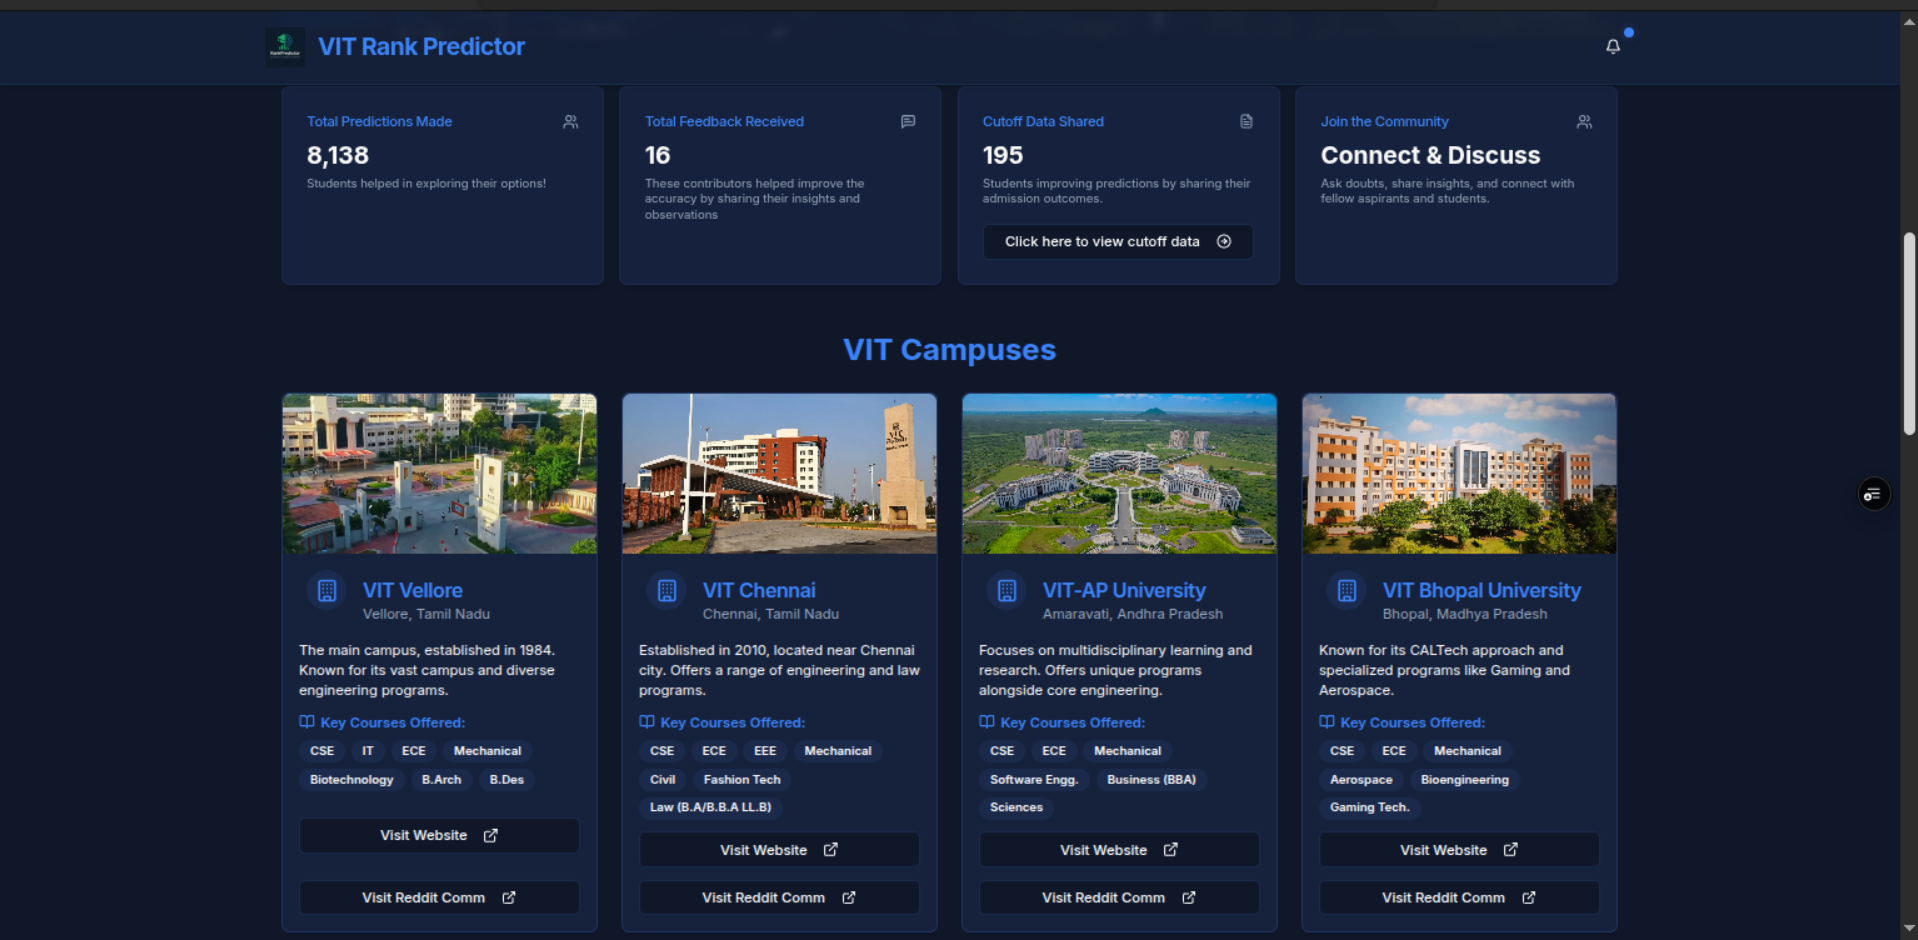 VIT Rank Predictor
Total Predictions Made
8,138
Students helped in exploring their options!
Total Feedback Received
16
These contributors helped improve the
accuracy by sharing their insights and
observations
Cutoff Data Shared
195
Students improving predictions by sharing their
admission outcomes.
Click here to view cutoff data
Join the Community
Connect & Discuss
Ask doubts, share insights, and connect with
fellow aspirants and students.
VIT Campuses
VIT Vellore
Vellore, Tamil Nadu
The main campus, established in 1984.
Known for its vast campus and diverse
engineering programs.
Key Courses Offered:
CSE IT ECE Mechanical
Biotechnology B.Arch B.Des
Visit Website
Visit Reddit Comm
VIT Chennai
Chennai, Tamil Nadu
Established in 2010, located near Chennai
city. Offers a range of engineering and law
programs.
Key Courses Offered:
CSE ECE EEE Mechanical
Civil Fashion Tech
Law (B.A/B.B.A LL.B)
Visit Website
Visit Reddit Comm
VIT-AP University
Amaravati, Andhra Pradesh
Focuses on multidisciplinary learning and
research. Offers unique programs
alongside core engineering.
Key Courses Offered:
CSE ECE Mechanical
Software Engg. Business (BBA)
Sciences
Visit Website
Visit Reddit Comm
VIT Bhopal University
Bhopal, Madhya Pradesh
Known for its CALTech approach and
specialized programs like Gaming and
Aerospace.
Key Courses Offered:
CSE ECE Mechanical
Aerospace Bioengineering
Gaming Tech.
Visit Website
Visit Reddit Comm